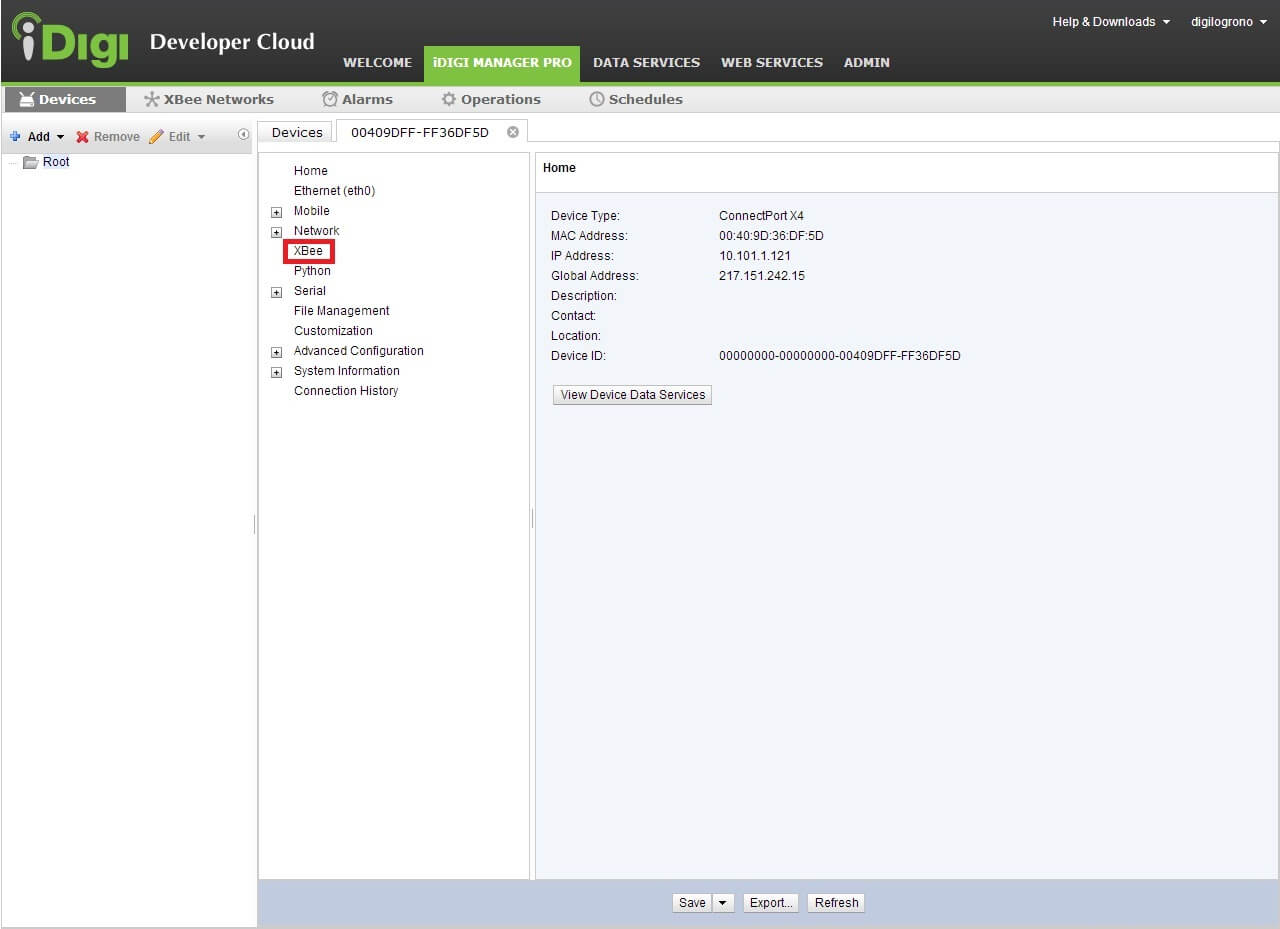 iDigi Developer Cloud
Help & Downloads digilogrono
WELCOME iDIGI MANAGER PRO DATA SERVICES WEB SERVICES ADMIN
Devices XBee Networks Alarms Operations Schedules
Add Remove Edit
Root
Devices 00409DFF-FF36DF5D
Home
Ethernet (eth0)
Mobile
Network
XBee
Python
Serial
File Management
Customization
Advanced Configuration
System Information
Connection History
Home
Device Type: ConnectPort X4
MAC Address: 00:40:9D:36:DF:5D
IP Address: 10.101.1.121
Global Address: 217.151.242.15
Description:
Contact:
Location:
Device ID: 00000000-00000000-00409DFF-FF36DF5D
View Device Data Services
Save Export... Refresh